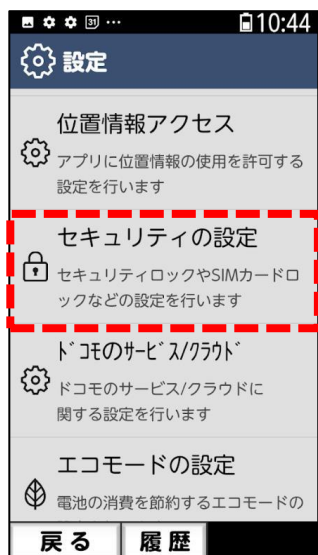 31 … 10:44
設定
位置情報アクセス
アプリに位置情報の使用を許可する
設定を行います
セキュリティの設定
セキュリティロックやSIMカードロ
ックなどの設定を行います
ドコモのサービス/クラウド
ドコモのサービス/クラウドに
関する設定を行います
エコモードの設定
電池の消費を節約するエコモードの
戻る 履歴